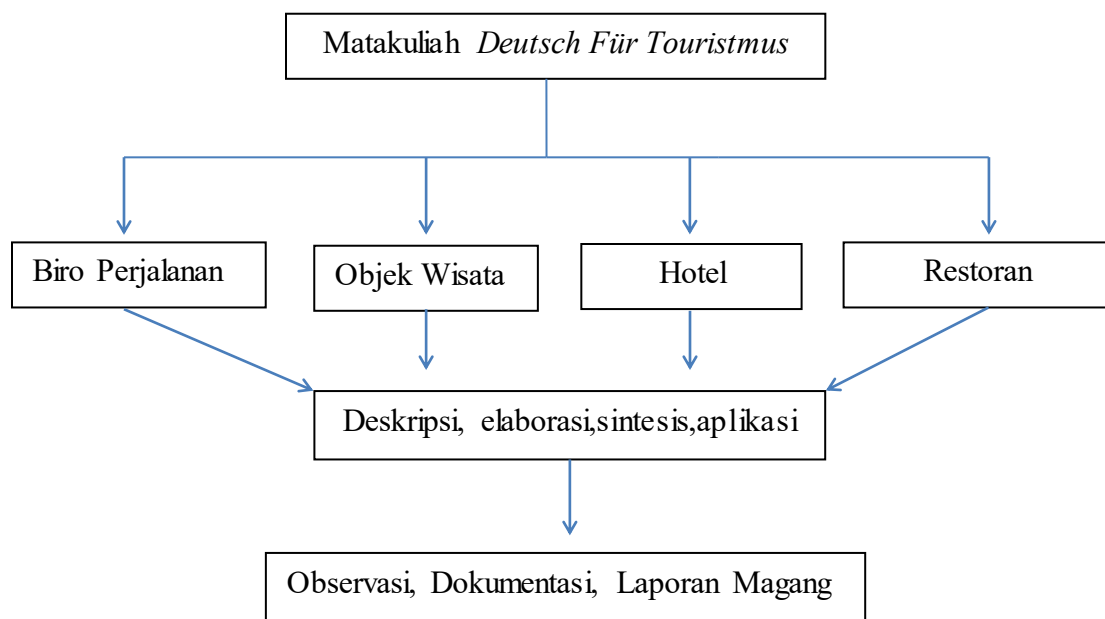 Matakuliah Deutsch Für Touristmus
Biro Perjalanan
Objek Wisata
Hotel
Restoran
Deskripsi, elaborasi,sintesis,aplikasi
Observasi, Dokumentasi, Laporan Magang